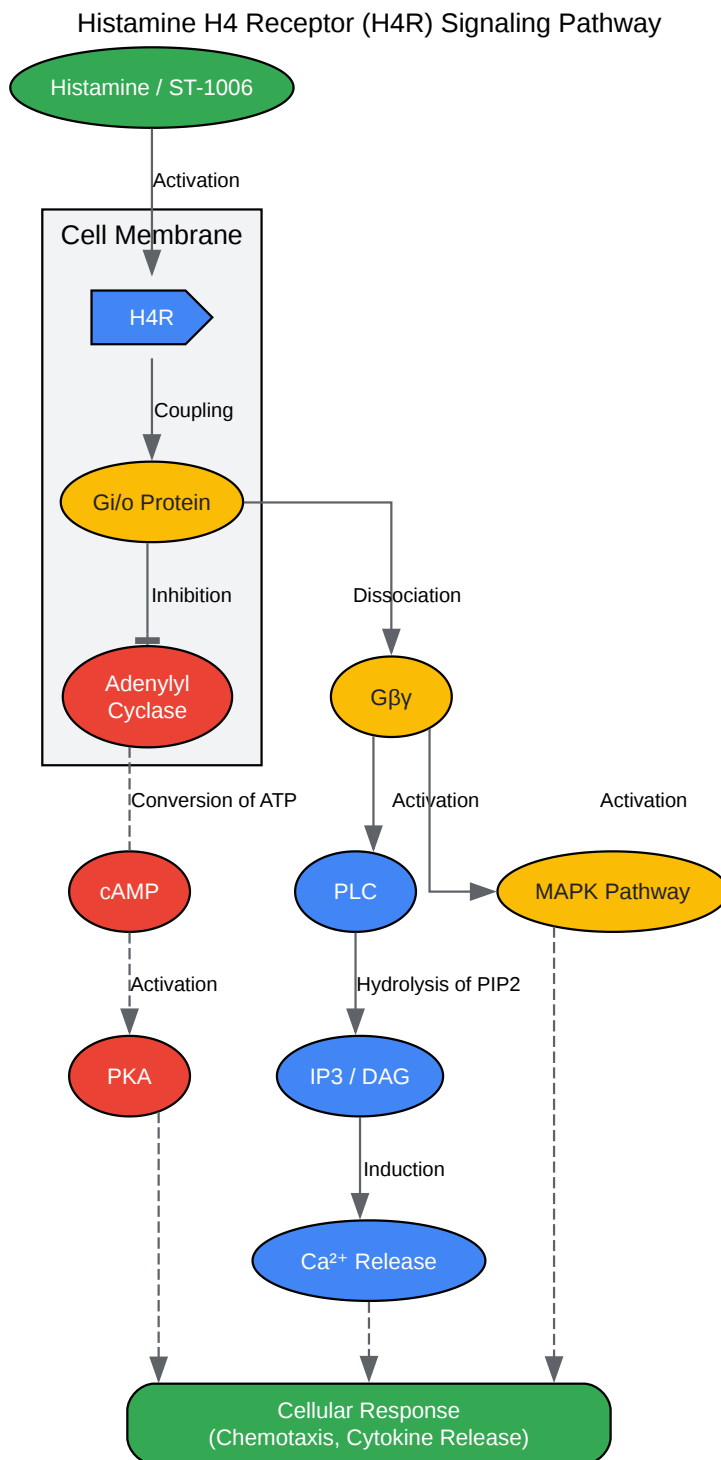 Histamine H4 Receptor (H4R) Signaling Pathway
Histamine / ST-1006
Activation
Cell Membrane
H4R
Coupling
Gi/o Protein
Inhibition
Dissociation
Adenylyl
Cyclase
Gβγ
Conversion of ATP
Activation
Activation
cAMP
PLC
MAPK Pathway
Activation
Hydrolysis of PIP2
PKA
IP3 / DAG
Induction
Ca²⁺ Release
Cellular Response
(Chemotaxis, Cytokine Release)